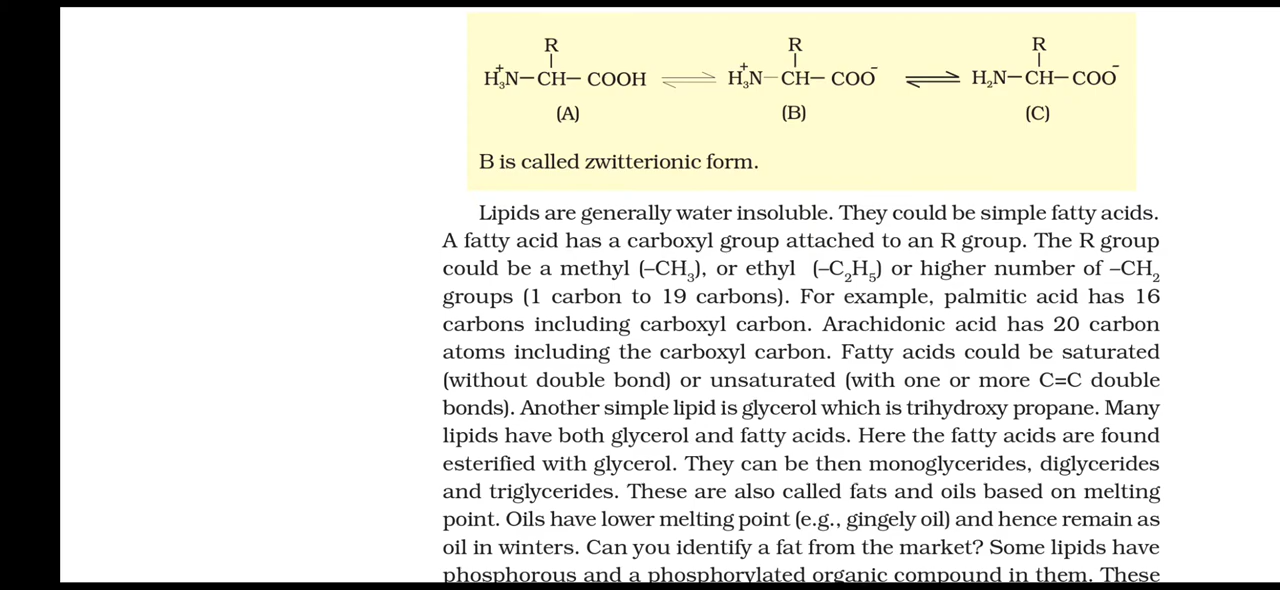 R R R
H₃⁺N–CH–COOH ⇌ H₃⁺N–CH–COO⁻ ⇌ H₂N–CH–COO⁻
(A) (B) (C)
B is called zwitterionic form.
Lipids are generally water insoluble. They could be simple fatty acids.
A fatty acid has a carboxyl group attached to an R group. The R group
could be a methyl (–CH₃), or ethyl (–C₂H₅) or higher number of –CH₂
groups (1 carbon to 19 carbons). For example, palmitic acid has 16
carbons including carboxyl carbon. Arachidonic acid has 20 carbon
atoms including the carboxyl carbon. Fatty acids could be saturated
(without double bond) or unsaturated (with one or more C=C double
bonds). Another simple lipid is glycerol which is trihydroxy propane. Many
lipids have both glycerol and fatty acids. Here the fatty acids are found
esterified with glycerol. They can be then monoglycerides, diglycerides
and triglycerides. These are also called fats and oils based on melting
point. Oils have lower melting point (e.g., gingely oil) and hence remain as
oil in winters. Can you identify a fat from the market? Some lipids have
phosphorous and a phosphorylated organic compound in them. These